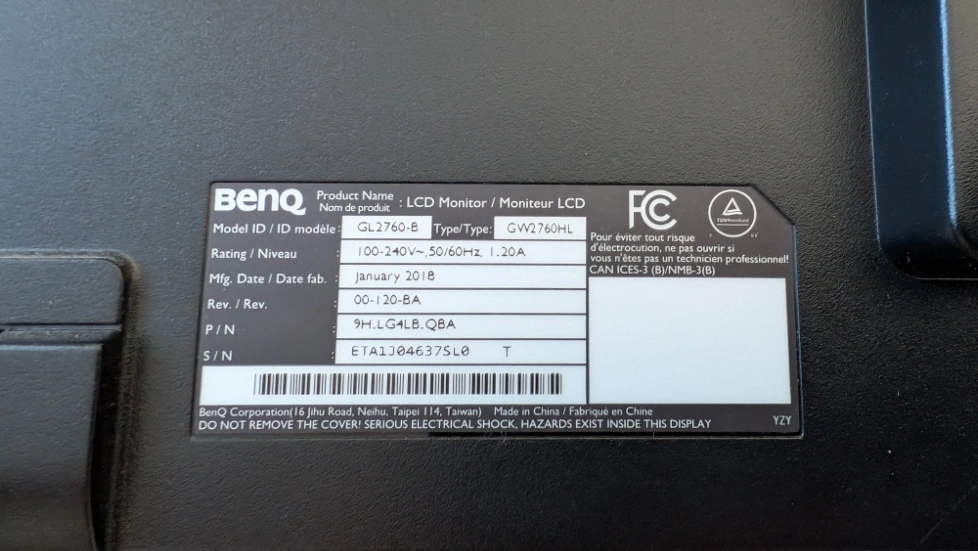 BenQ
Product Name
Nom de produit : LCD Monitor / Moniteur LCD
FC
Model ID / ID modèle : GL2760-B Type/Type: GW2760HL
Rating / Niveau : 100-240V~,50/60Hz, 1.20A
Mfg. Date / Date fab. : January 2018
Rev. / Rev. : 00-120-BA
P / N : 9H.LG4LB.QBA
S / N : ETA1J04637SL0 T
Pour éviter tout risque
d'électrocution, ne pas ouvrir si
vous n'êtes pas un technicien professionnel!
CAN ICES-3 (B)/NMB-3(B)
BenQ Corporation(16 Jihu Road, Neihu, Taipei 114, Taiwan) Made in China / Fabriqué en Chine
DO NOT REMOVE THE COVER! SERIOUS ELECTRICAL SHOCK, HAZARDS EXIST INSIDE THIS DISPLAY
YZY